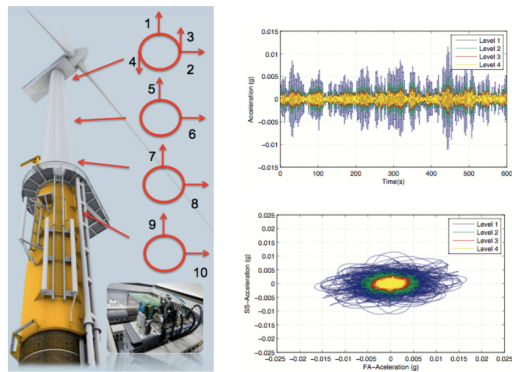 1
3
4
2
5
6
7
8
9
10
0.015
0.01
0.005
0
−0.005
−0.01
−0.015
Acceleration (g)
0 100 200 300 400 500 600
Time(s)
Level 1
Level 2
Level 3
Level 4
0.025
0.02
0.015
0.01
0.005
0
−0.005
−0.01
−0.015
−0.02
−0.025
SS−Acceleration (g)
−0.025 −0.02 −0.015 −0.01 −0.005 0 0.005 0.01 0.015 0.02 0.025
FA−Aceleration (g)
Level 1
Level 2
Level 3
Level 4